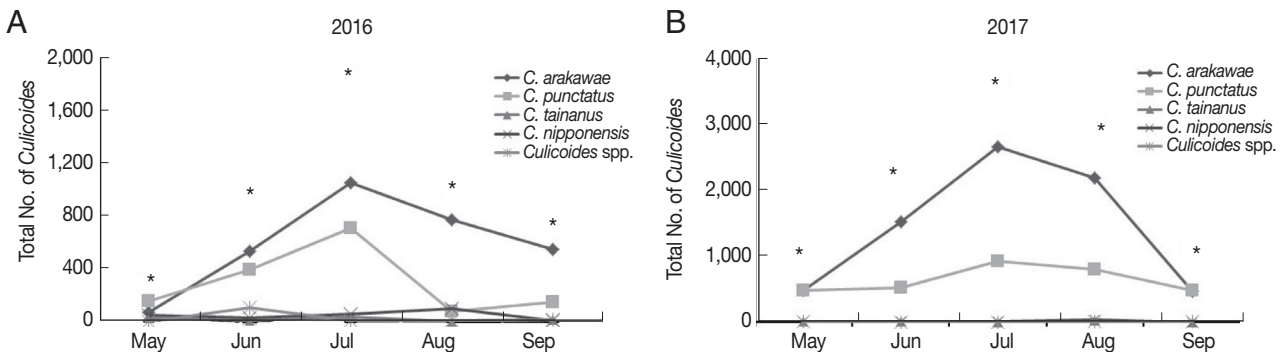 A
2016
Total No. of Culicoides
2,000
1,600
1,200
800
400
0
May Jun Jul Aug Sep
C. arakawae
C. punctatus
C. tainanus
C. nipponensis
Culicoides spp.
*
*
*
*
*
B
2017
Total No. of Culicoides
4,000
3,000
2,000
1,000
0
May Jun Jul Aug Sep
C. arakawae
C. punctatus
C. tainanus
C. nipponensis
Culicoides spp.
*
*
*
*
*